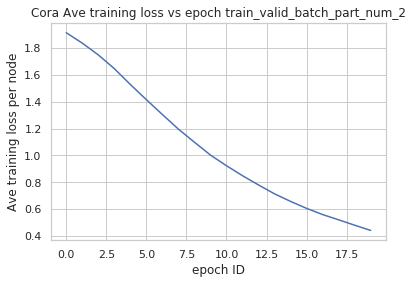 Cora Ave training loss vs epoch train_valid_batch_part_num_2
Ave training loss per node
1.8
1.6
1.4
1.2
1.0
0.8
0.6
0.4
0.0 2.5 5.0 7.5 10.0 12.5 15.0 17.5
epoch ID